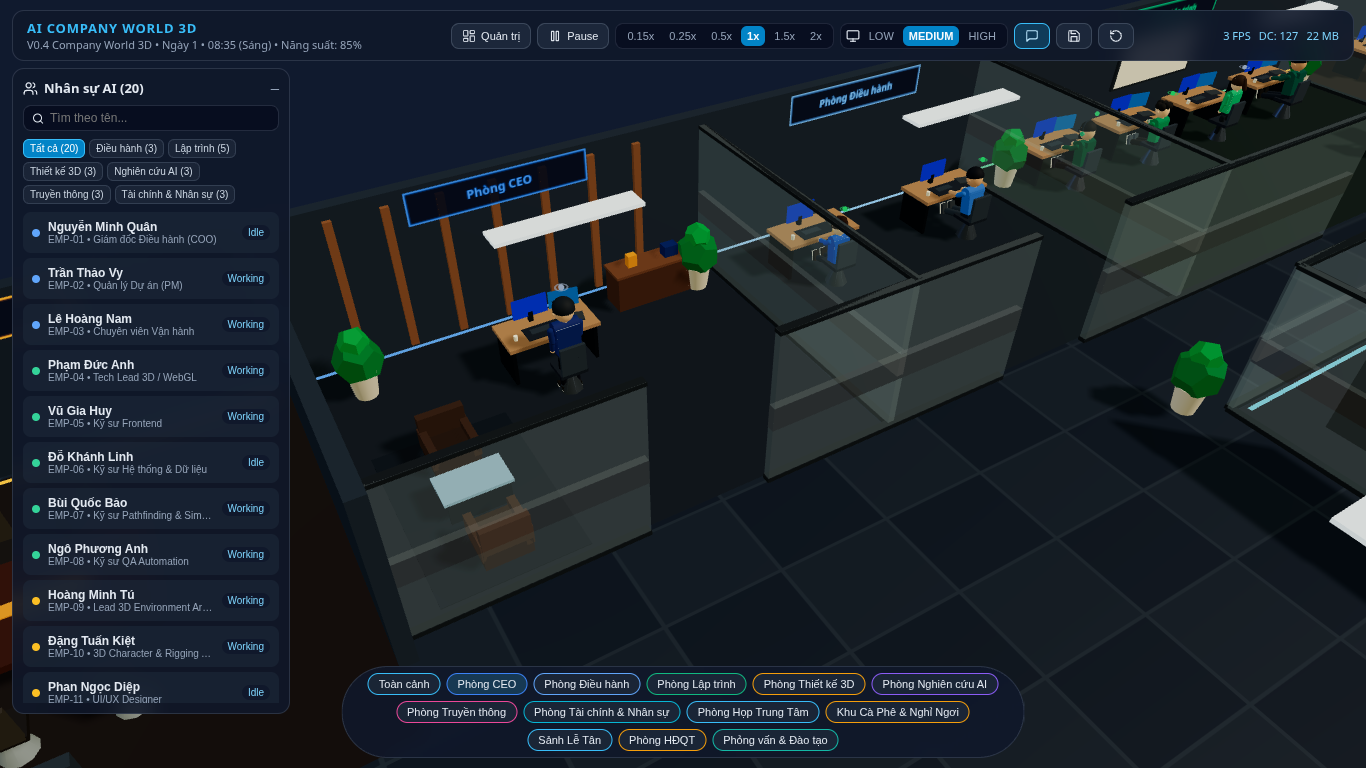 AI COMPANY WORLD 3D
V0.4 Company World 3D • Ngày 1 • 08:35 (Sáng) • Năng suất: 85%
Quản trị
Pause
0.15x 0.25x 0.5x 1x 1.5x 2x
LOW MEDIUM HIGH
3 FPS DC: 127 22 MB
Nhân sự AI (20)
Tìm theo tên...
Tất cả (20) Điều hành (3) Lập trình (5)
Thiết kế 3D (3) Nghiên cứu AI (3)
Truyền thông (3) Tài chính & Nhân sự (3)
Nguyễn Minh Quân
EMP-01 • Giám đốc Điều hành (COO)
Idle
Trần Thảo Vy
EMP-02 • Quản lý Dự án (PM)
Working
Lê Hoàng Nam
EMP-03 • Chuyên viên Vận hành
Working
Phạm Đức Anh
EMP-04 • Tech Lead 3D / WebGL
Working
Vũ Gia Huy
EMP-05 • Kỹ sư Frontend
Working
Đỗ Khánh Linh
EMP-06 • Kỹ sư Hệ thống & Dữ liệu
Idle
Bùi Quốc Bảo
EMP-07 • Kỹ sư Pathfinding & Sim...
Working
Ngô Phương Anh
EMP-08 • Kỹ sư QA Automation
Working
Hoàng Minh Tú
EMP-09 • Lead 3D Environment Ar...
Working
Đặng Tuấn Kiệt
EMP-10 • 3D Character & Rigging ...
Working
Phan Ngọc Diệp
EMP-11 • UI/UX Designer
Idle
Phòng CEO
Phòng Điều hành
Toàn cảnh Phòng CEO Phòng Điều hành Phòng Lập trình Phòng Thiết kế 3D Phòng Nghiên cứu AI
Phòng Truyền thông Phòng Tài chính & Nhân sự Phòng Họp Trung Tâm Khu Cà Phê & Nghỉ Ngơi
Sảnh Lễ Tân Phòng HĐQT Phỏng vấn & Đào tạo